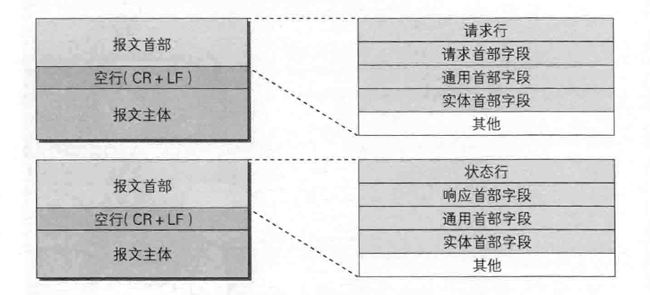 报文首部
空行(CR+LF)
报文主体
请求行
请求首部字段
通用首部字段
实体首部字段
其他
报文首部
空行(CR+LF)
报文主体
状态行
响应首部字段
通用首部字段
实体首部字段
其他